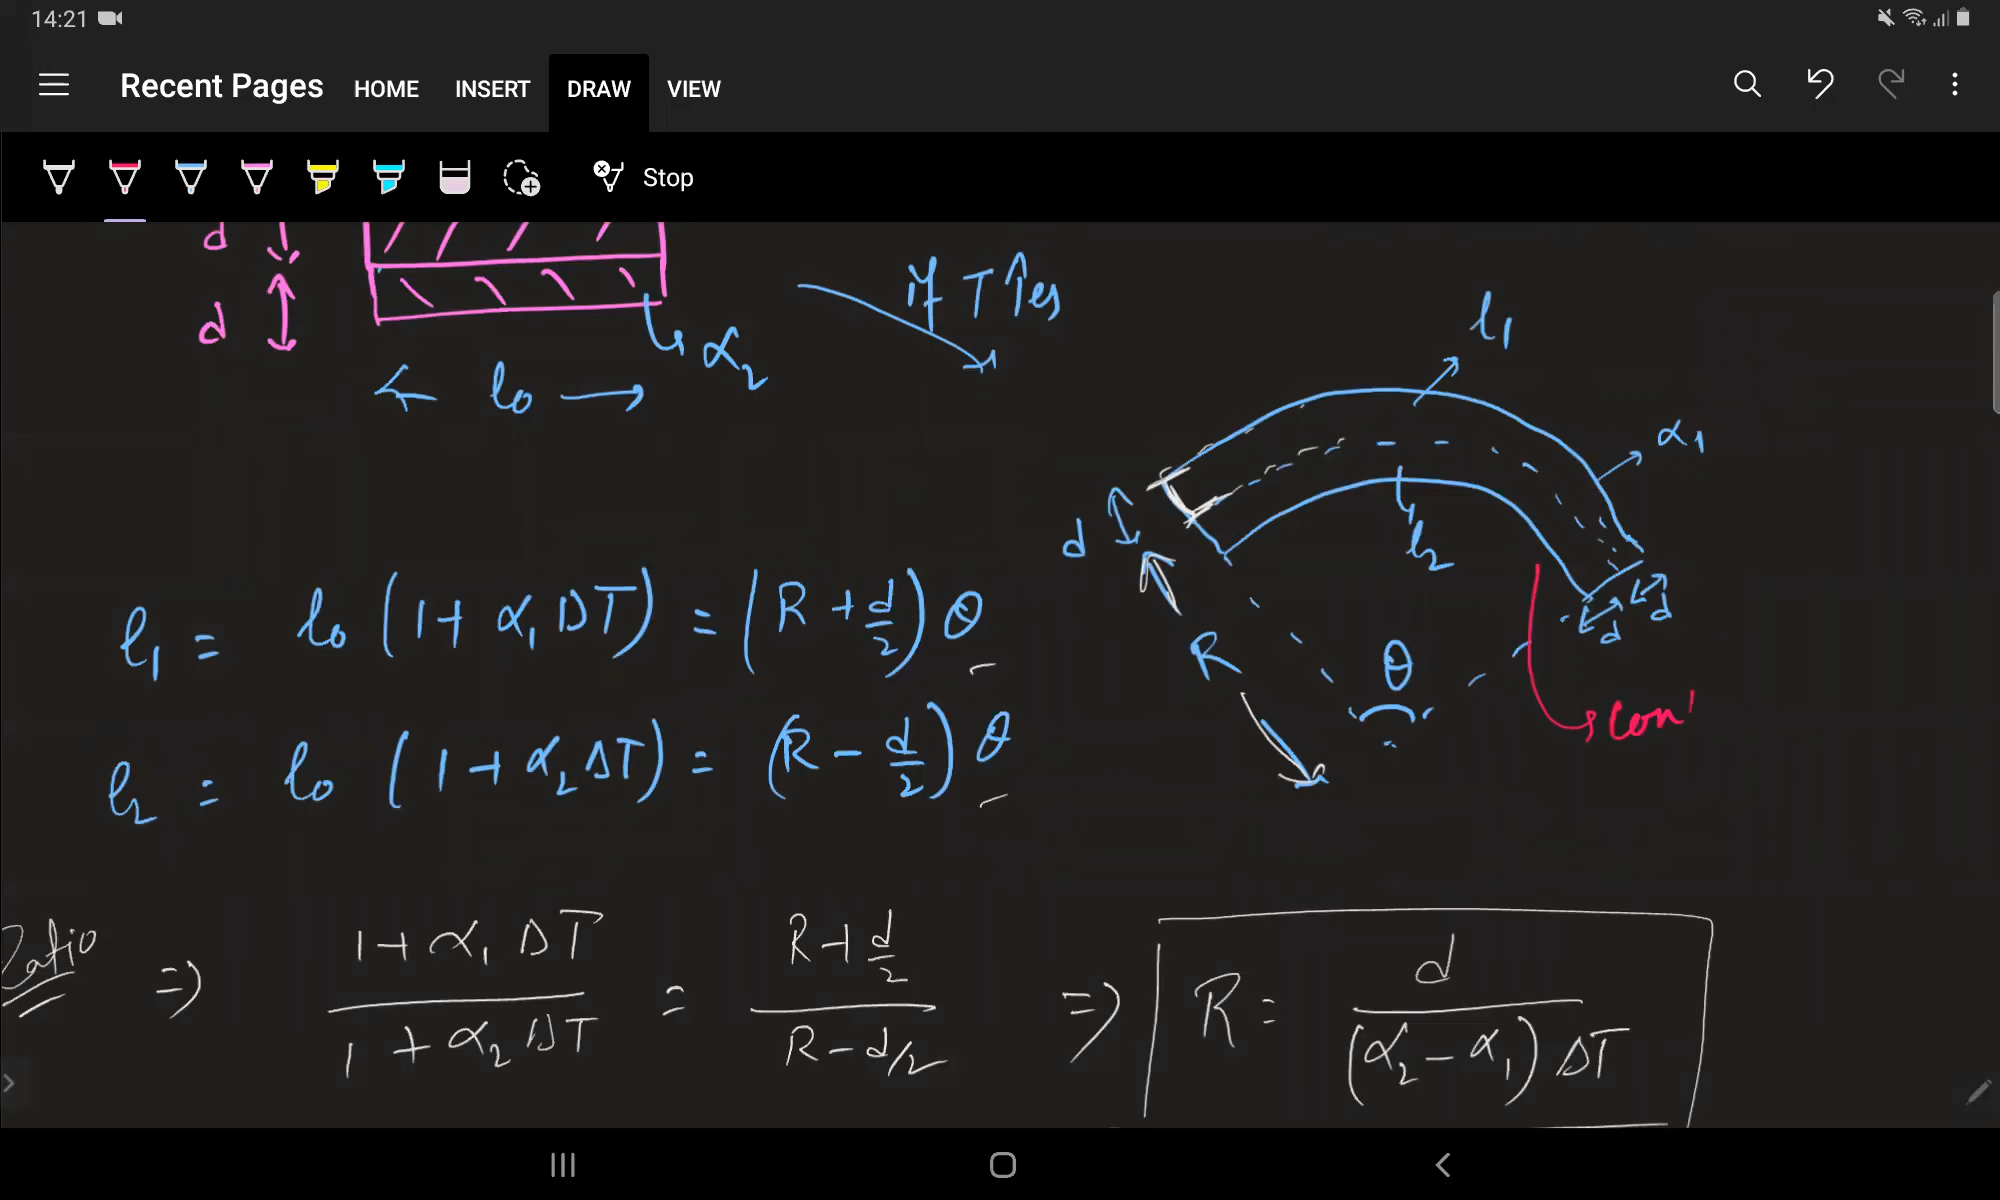 14:21
Recent Pages HOME INSERT DRAW VIEW
Stop
d
d
α₂
← l₀ →
if T ↑es
l₁
α₁
d
l₂
d d
R
θ
con'
l₁ = l₀ (1 + α₁ ΔT) = (R + d/2) θ
l₂ = l₀ (1 + α₂ ΔT) = (R - d/2) θ
Ratio ⇒ (1 + α₁ ΔT) / (1 + α₂ ΔT) = (R + d/2) / (R - d/2) ⇒ R = d / ((α₂ - α₁) ΔT)